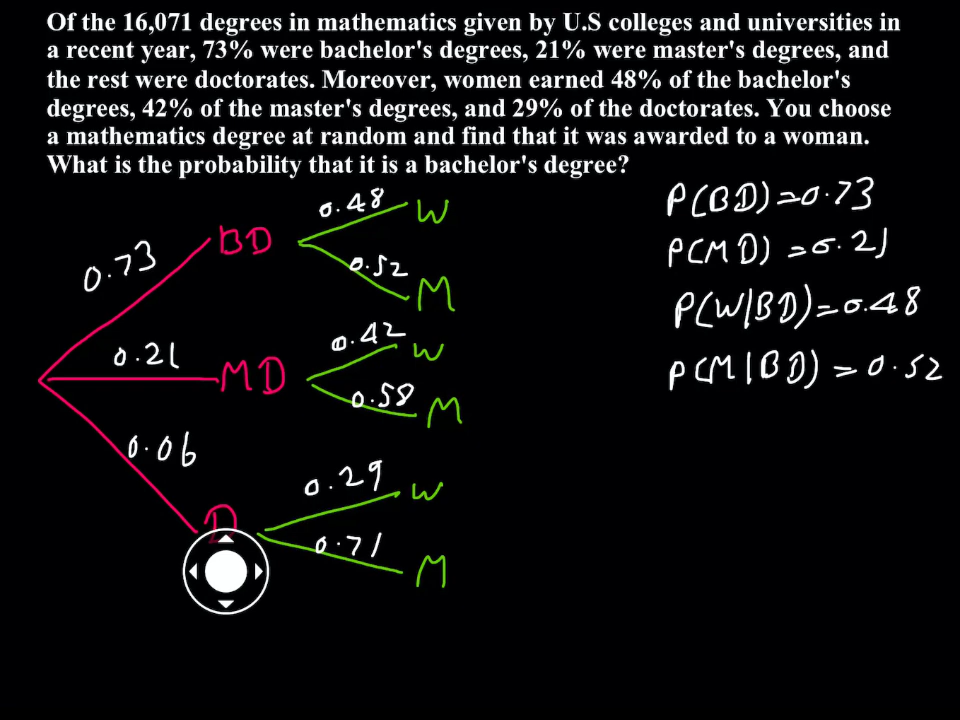 Of the 16,071 degrees in mathematics given by U.S colleges and universities in
a recent year, 73% were bachelor's degrees, 21% were master's degrees, and
the rest were doctorates. Moreover, women earned 48% of the bachelor's
degrees, 42% of the master's degrees, and 29% of the doctorates. You choose
a mathematics degree at random and find that it was awarded to a woman.
What is the probability that it is a bachelor's degree?
0.73
BD
0.48
W
0.52
M
0.21
MD
0.42
W
0.58
M
0.06
D
0.29
W
0.71
M
P(BD)=0.73
P(MD)=0.21
P(W|BD)=0.48
P(M|BD)=0.52